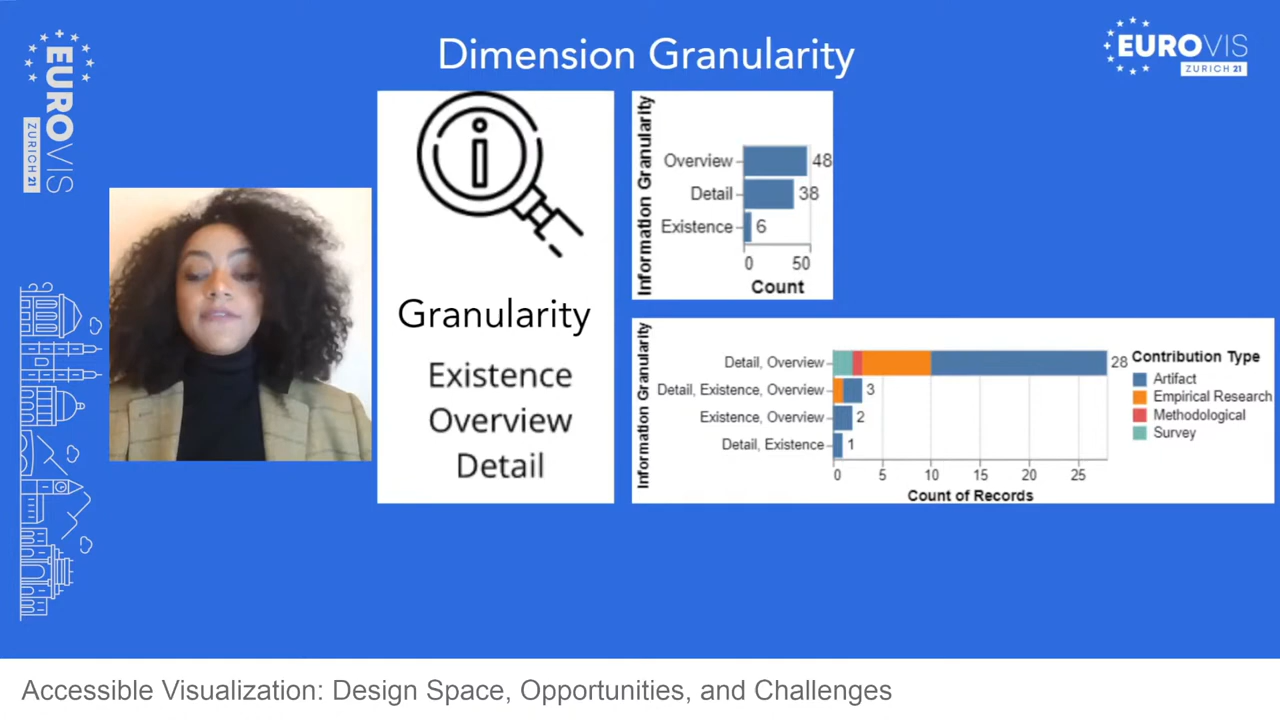 Dimension Granularity
EUROVIS
ZURICH 21
EUROVIS
ZURICH 21
i
Granularity
Existence
Overview
Detail
Information Granularity
Overview 48
Detail 38
Existence 6
0 50
Count
Information Granularity
Detail, Overview 28
Detail, Existence, Overview 3
Existence, Overview 2
Detail, Existence 1
0 5 10 15 20 25
Count of Records
Contribution Type
Artifact
Empirical Research
Methodological
Survey
Accessible Visualization: Design Space, Opportunities, and Challenges